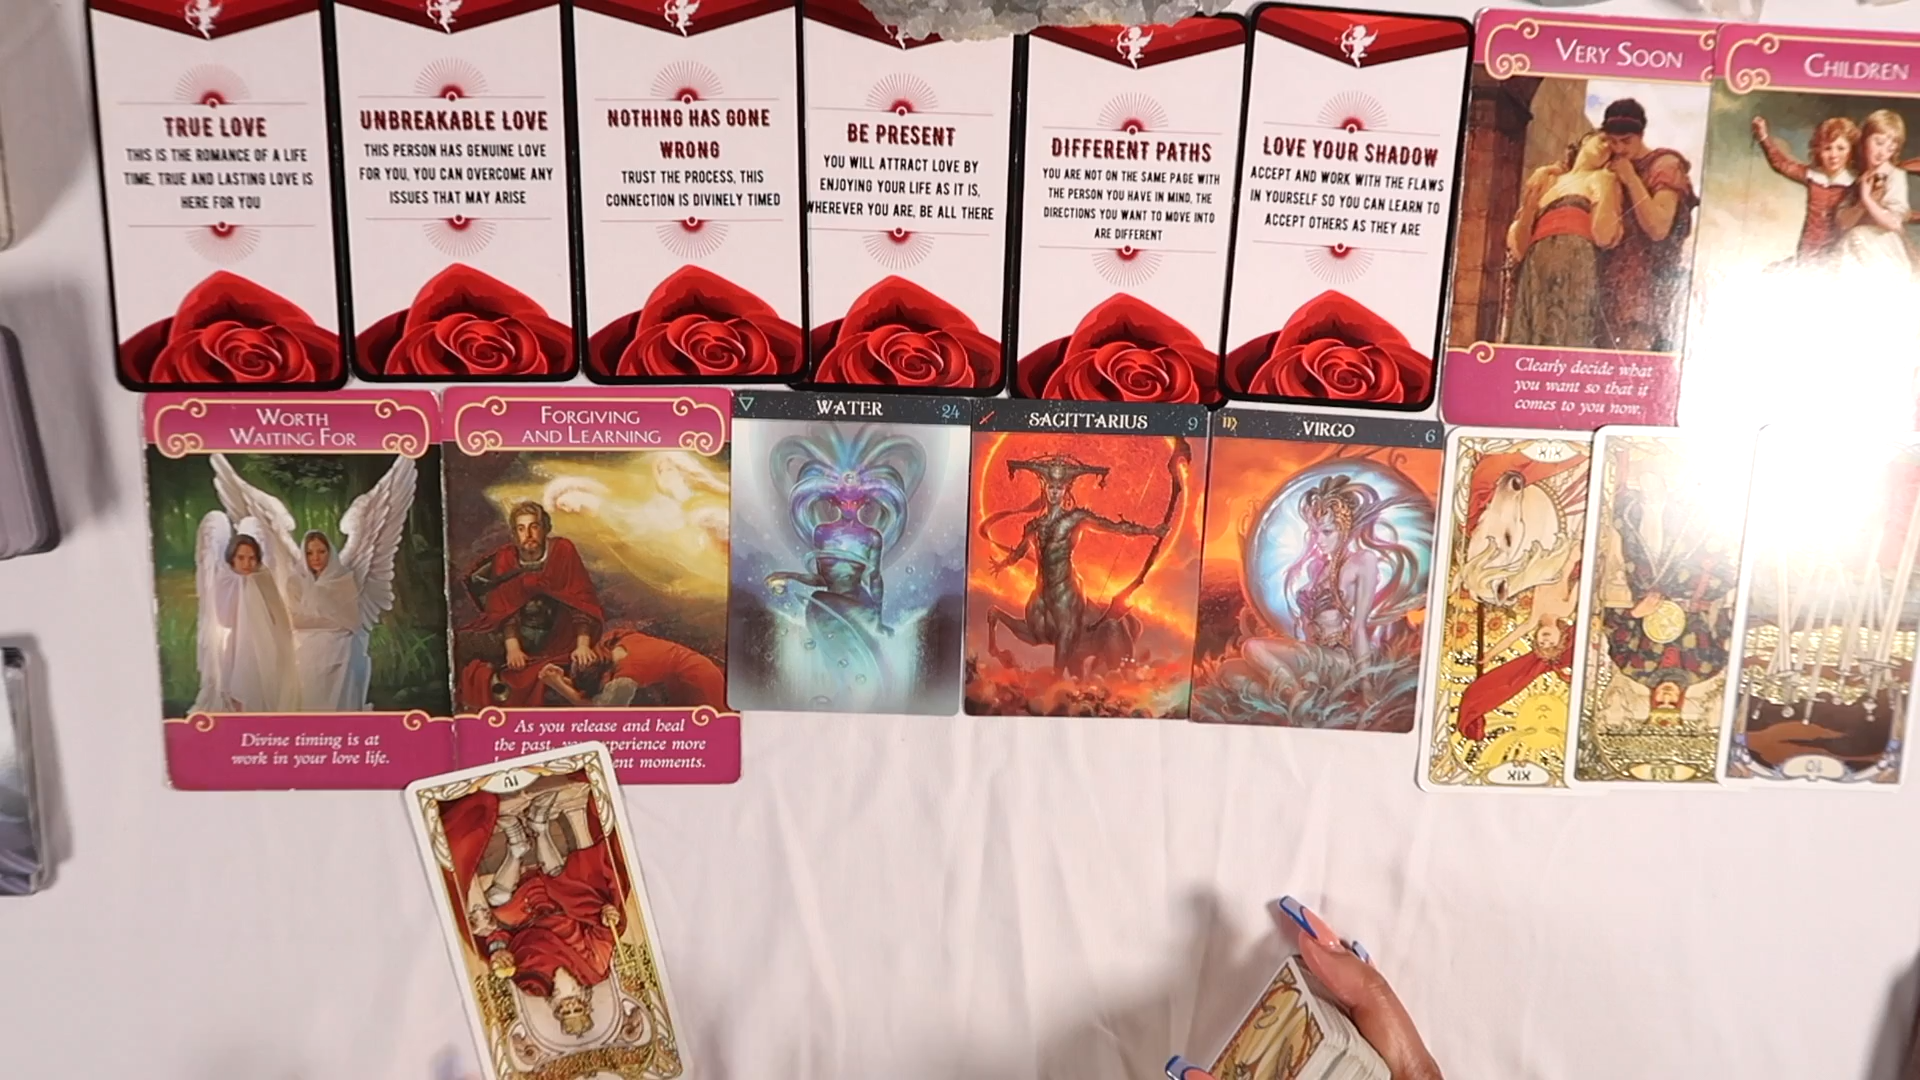 TRUE LOVE
THIS IS THE ROMANCE OF A LIFE
TIME, TRUE AND LASTING LOVE IS
HERE FOR YOU
UNBREAKABLE LOVE
THIS PERSON HAS GENUINE LOVE
FOR YOU, YOU CAN OVERCOME ANY
ISSUES THAT MAY ARISE
NOTHING HAS GONE
WRONG
TRUST THE PROCESS, THIS
CONNECTION IS DIVINELY TIMED
BE PRESENT
YOU WILL ATTRACT LOVE BY
ENJOYING YOUR LIFE AS IT IS,
WHEREVER YOU ARE, BE ALL THERE
DIFFERENT PATHS
YOU ARE NOT ON THE SAME PAGE WITH
THE PERSON YOU HAVE IN MIND, THE
DIRECTIONS YOU WANT TO MOVE INTO
ARE DIFFERENT
LOVE YOUR SHADOW
ACCEPT AND WORK WITH THE FLAWS
IN YOURSELF SO YOU CAN LEARN TO
ACCEPT OTHERS AS THEY ARE
VERY SOON
Clearly decide what
you want so that it
comes to you now.
CHILDREN
WORTH
WAITING FOR
Divine timing is at
work in your love life.
FORGIVING
AND LEARNING
As you release and heal
the past, experience more
moments.
WATER 24
SAGITTARIUS 9
VIRGO 6
XIX
XIX
10
IV